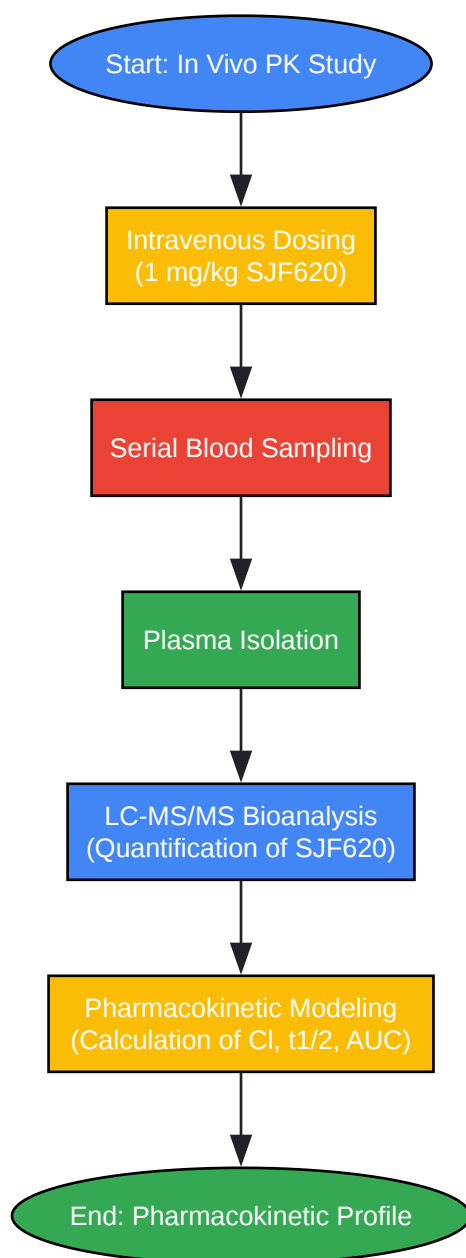 Start: In Vivo PK Study
Intravenous Dosing
(1 mg/kg SJF620)
Serial Blood Sampling
Plasma Isolation
LC-MS/MS Bioanalysis
(Quantification of SJF620)
Pharmacokinetic Modeling
(Calculation of Cl, t1/2, AUC)
End: Pharmacokinetic Profile